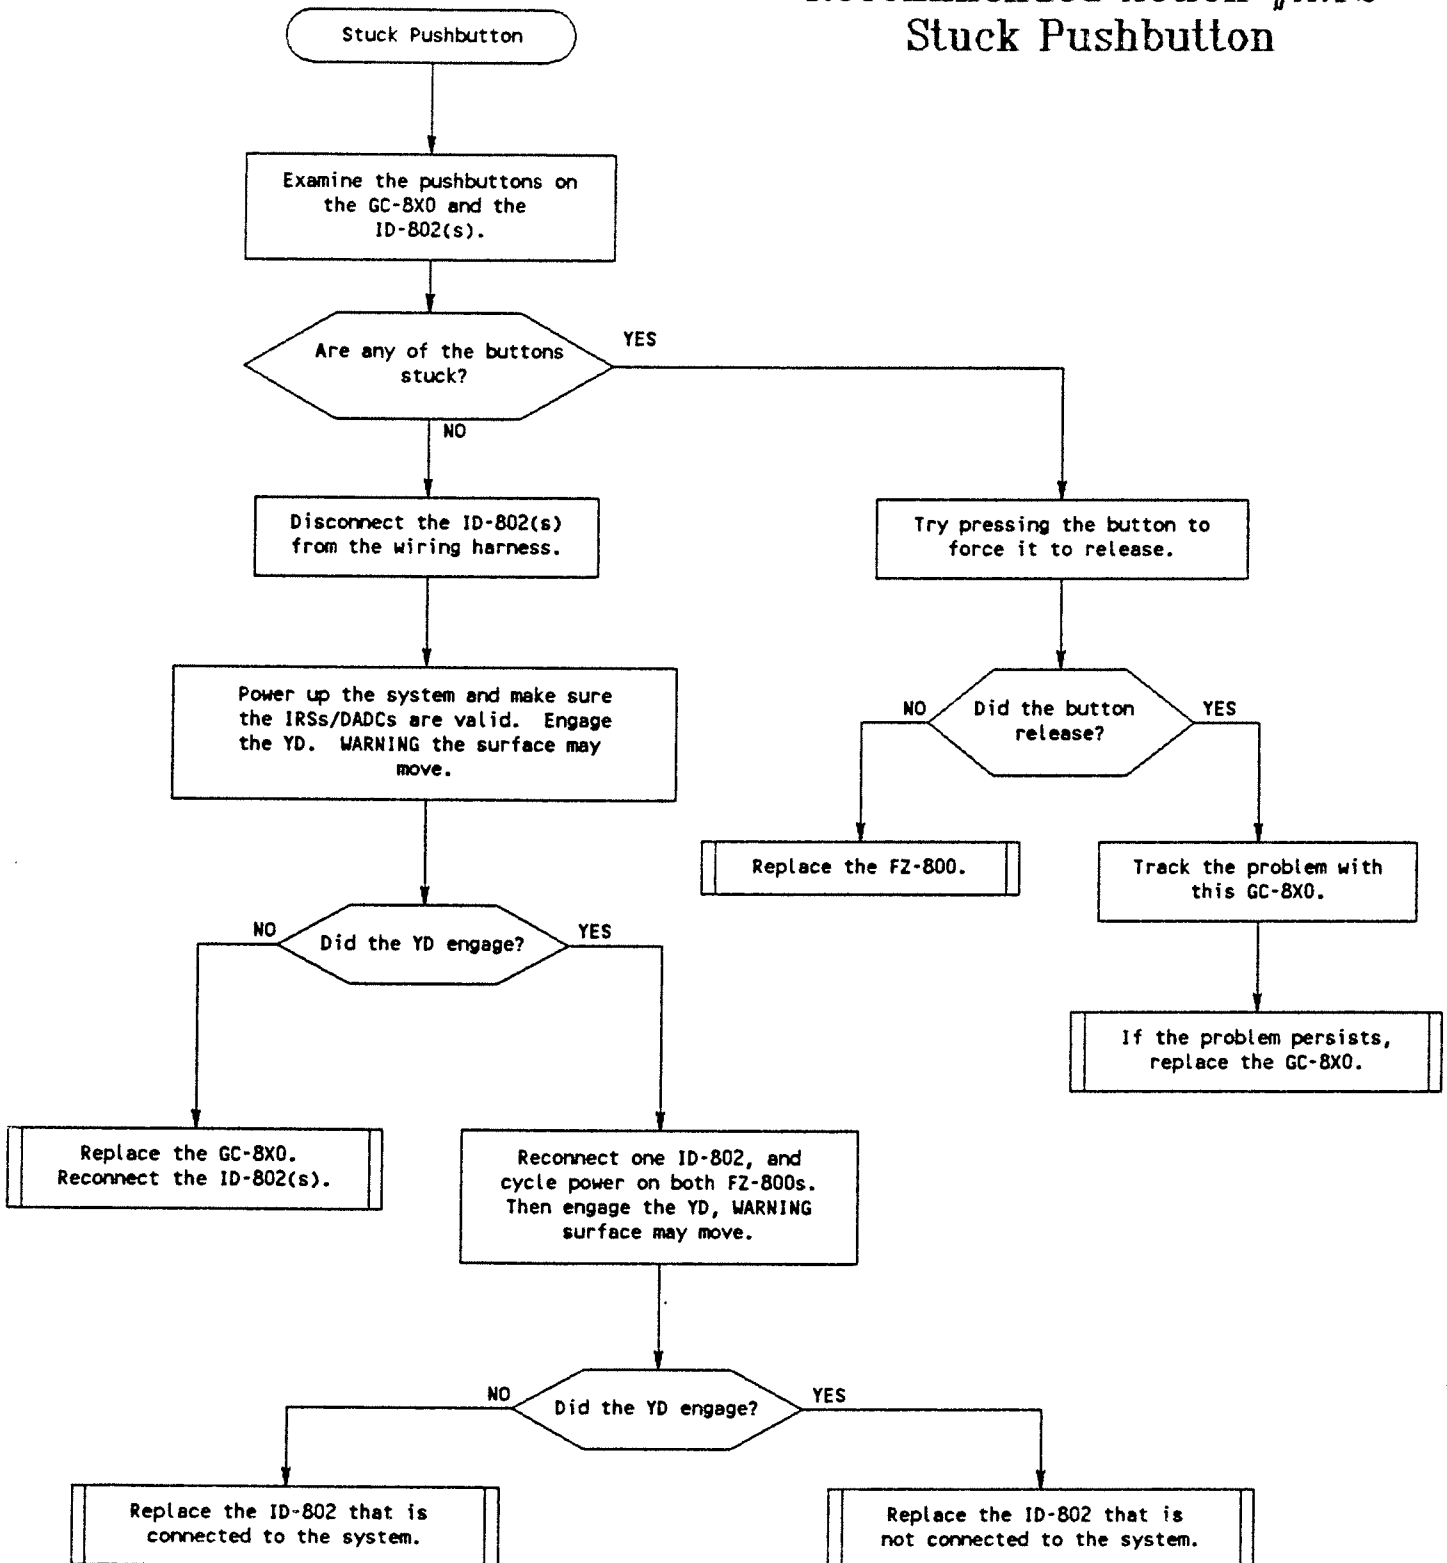 Stuck Pushbutton
Stuck Pushbutton
Examine the pushbuttons on
the GC-8X0 and the
ID-802(s).
Are any of the buttons
stuck?
YES
NO
Disconnect the ID-802(s)
from the wiring harness.
Try pressing the button to
force it to release.
Power up the system and make sure
the IRSs/DADCs are valid.  Engage
the YD.  WARNING the surface may
move.
NO
Did the button
release?
YES
Replace the FZ-800.
Track the problem with
this GC-8X0.
NO
Did the YD engage?
YES
If the problem persists,
replace the GC-8X0.
Replace the GC-8X0.
Reconnect the ID-802(s).
Reconnect one ID-802, and
cycle power on both FZ-800s.
Then engage the YD, WARNING
surface may move.
NO
Did the YD engage?
YES
Replace the ID-802 that is
connected to the system.
Replace the ID-802 that is
not connected to the system.